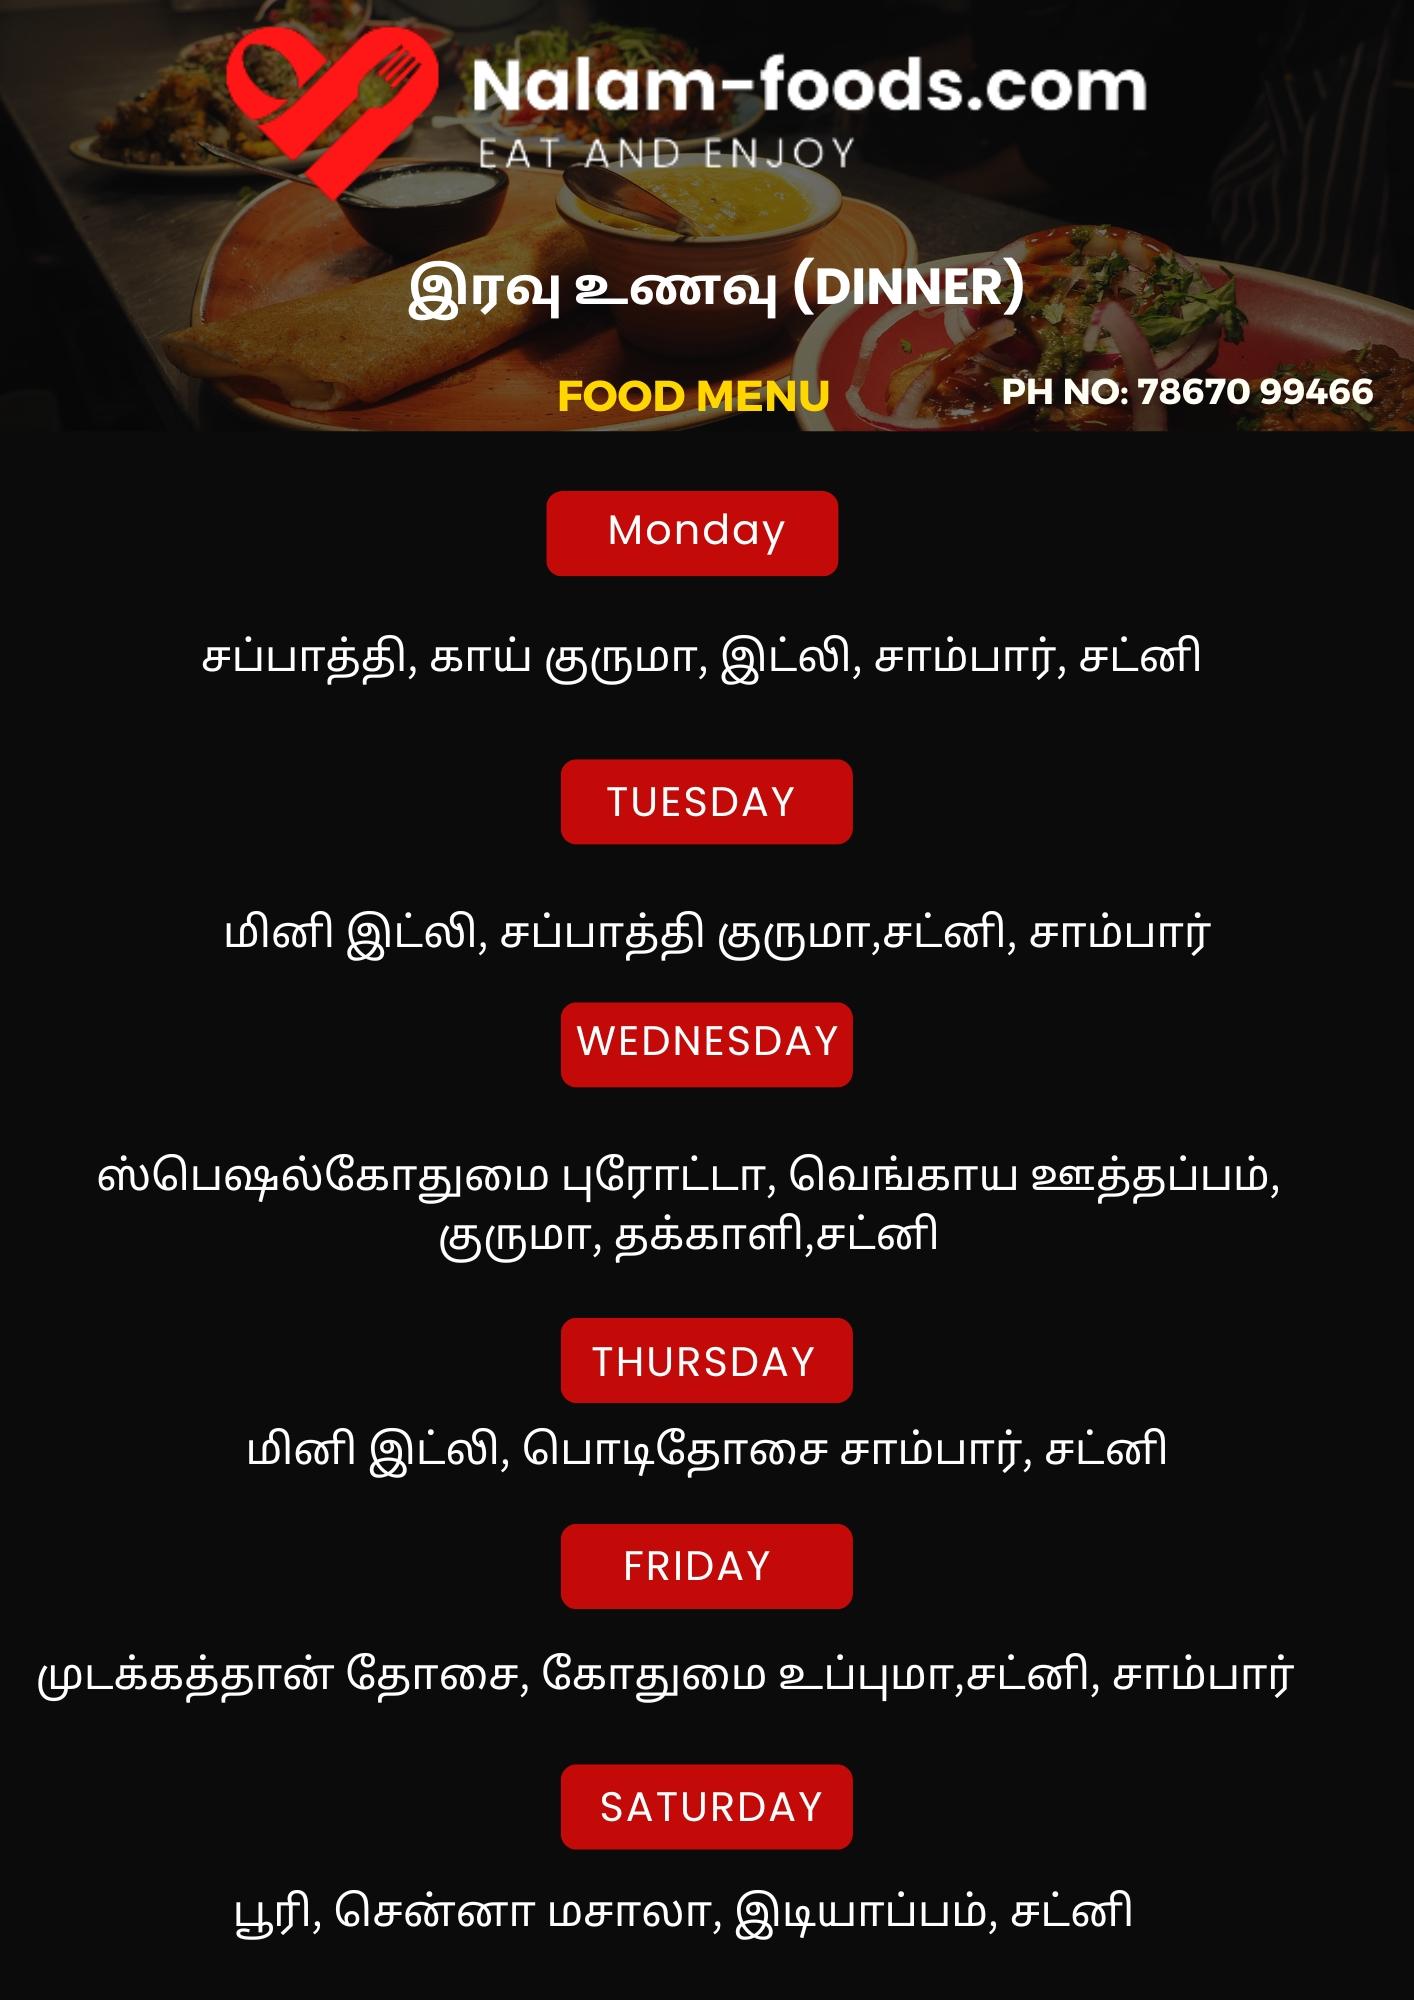 Nalam-foods.com
EAT AND ENJOY
இரவு உணவு (DINNER)
FOOD MENU
PH NO: 78670 99466
Monday
சப்பாத்தி, காய் குருமா, இட்லி, சாம்பார், சட்னி
TUESDAY
மினி இட்லி, சப்பாத்தி குருமா,சட்னி, சாம்பார்
WEDNESDAY
ஸ்பெஷல்கோதுமை புரோட்டா, வெங்காய ஊத்தப்பம்,
குருமா, தக்காளி,சட்னி
THURSDAY
மினி இட்லி, பொடிதோசை சாம்பார், சட்னி
FRIDAY
முடக்கத்தான் தோசை, கோதுமை உப்புமா,சட்னி, சாம்பார்
SATURDAY
பூரி, சென்னா மசாலா, இடியாப்பம், சட்னி